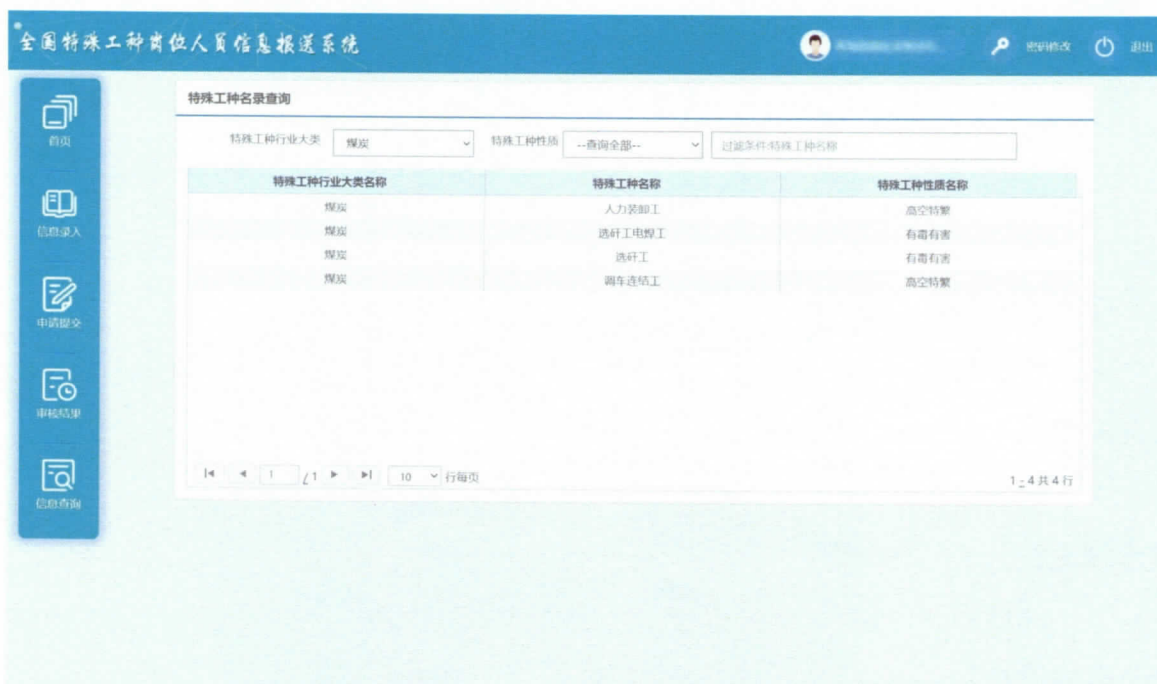 全国特殊工种岗位人员信息报送系统
密码修改 退出
首页
信息录入
申请提交
审核结果
信息查询
特殊工种名录查询
特殊工种行业大类 煤炭 特殊工种性质 --查询全部-- 过滤条件:特殊工种名称
特殊工种行业大类名称 特殊工种名称 特殊工种性质名称
煤炭 人力装卸工 高空特繁
煤炭 选矸工电焊工 有毒有害
煤炭 选矸工 有毒有害
煤炭 调车连结工 高空特繁
1 / 1 10 行每页
1 - 4 共 4 行